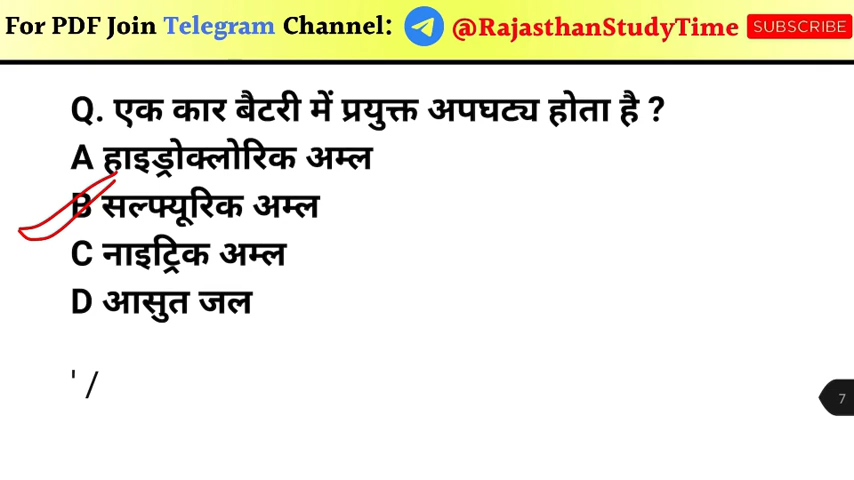 For PDF Join Telegram Channel: @RajasthanStudyTime SUBSCRIBE
Q. एक कार बैटरी में प्रयुक्त अपघट्य होता है ?
A हाइड्रोक्लोरिक अम्ल
B सल्फ्यूरिक अम्ल
C नाइट्रिक अम्ल
D आसुत जल
' /
7